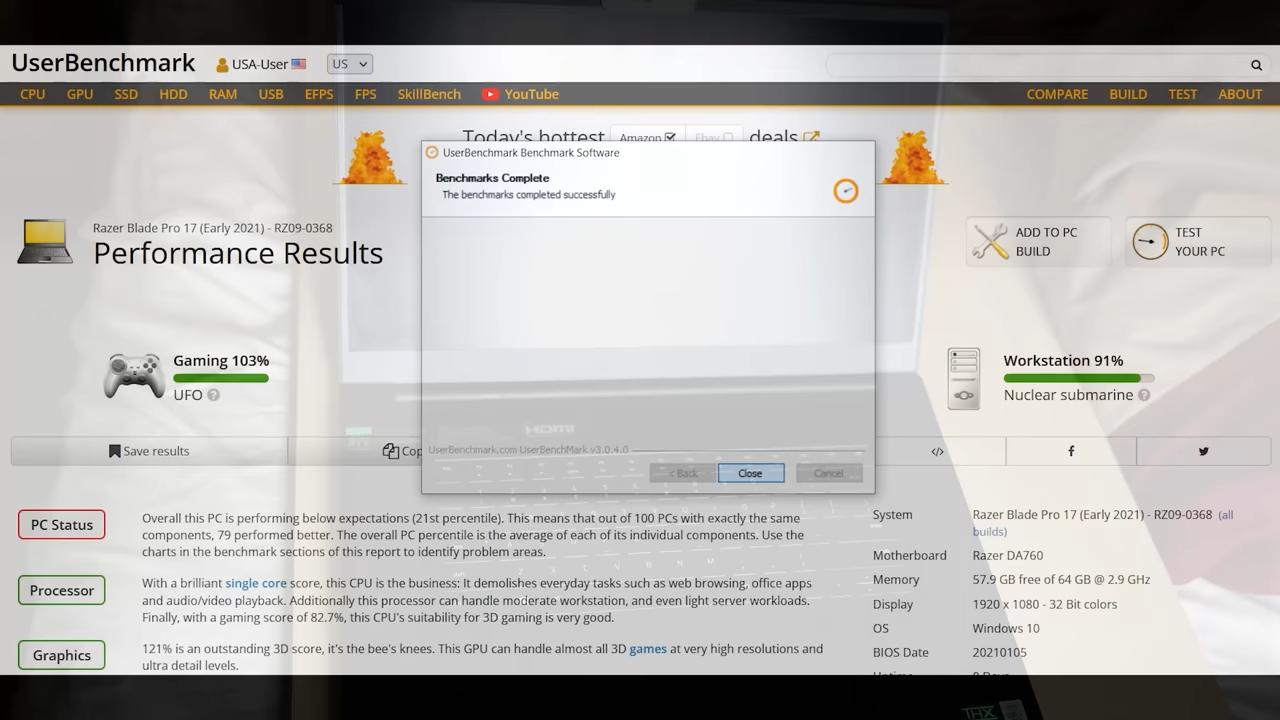 UserBenchmark USA-User US
CPU GPU SSD HDD RAM USB EFPS FPS SkillBench YouTube COMPARE BUILD TEST ABOUT
Today's hottest Amazon Ebay deals
UserBenchmark Benchmark Software
Benchmarks Complete
The benchmarks completed successfully
Razer Blade Pro 17 (Early 2021) - RZ09-0368
Performance Results
ADD TO PC
BUILD
TEST
YOUR PC
Gaming 103%
UFO ?
Workstation 91%
Nuclear submarine ?
Save results
Cop
</>
UserBenchmark.com UserBenchMark v3.0.4.0
< Back Close Cancel
HDMI
PC Status
Overall this PC is performing below expectations (21st percentile). This means that out of 100 PCs with exactly the same
components, 79 performed better. The overall PC percentile is the average of each of its individual components. Use the
charts in the benchmark sections of this report to identify problem areas.
Processor
With a brilliant single core score, this CPU is the business: It demolishes everyday tasks such as web browsing, office apps
and audio/video playback. Additionally this processor can handle moderate workstation, and even light server workloads.
Finally, with a gaming score of 82.7%, this CPU's suitability for 3D gaming is very good.
Graphics
121% is an outstanding 3D score, it's the bee's knees. This GPU can handle almost all 3D games at very high resolutions and
ultra detail levels.
System Razer Blade Pro 17 (Early 2021) - RZ09-0368 (all
builds)
Motherboard Razer DA760
Memory 57.9 GB free of 64 GB @ 2.9 GHz
Display 1920 x 1080 - 32 Bit colors
OS Windows 10
BIOS Date 20210105
THX